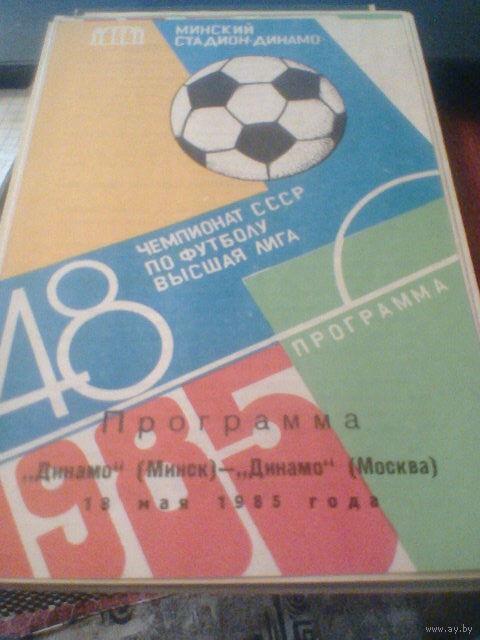 МИНСКИЙ
СТАДИОН·ДИНАМО
ЧЕМПИОНАТ СССР
ПО ФУТБОЛУ
ВЫСШАЯ ЛИГА
48
ПРОГРАММА
1985
Программа
„Динамо" (Минск)—„Динамо" (Москва)
18 мая 1985 года
www.ay.by